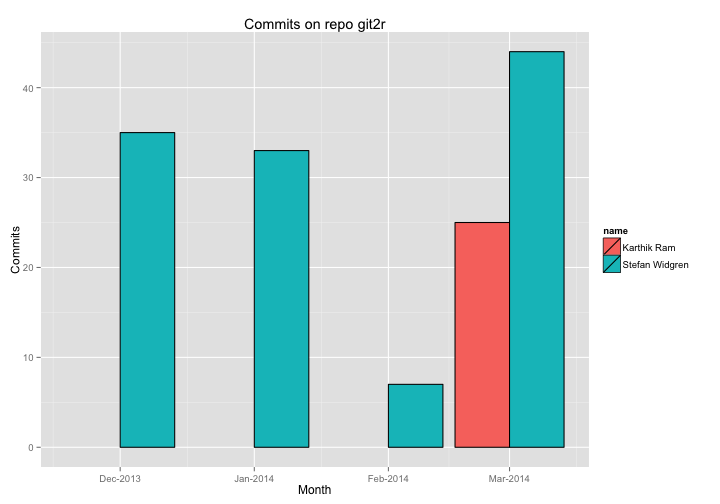 Commits on repo git2r
Commits
40
30
20
10
0
Dec-2013 Jan-2014 Feb-2014 Mar-2014
Month
name
Karthik Ram
Stefan Widgren